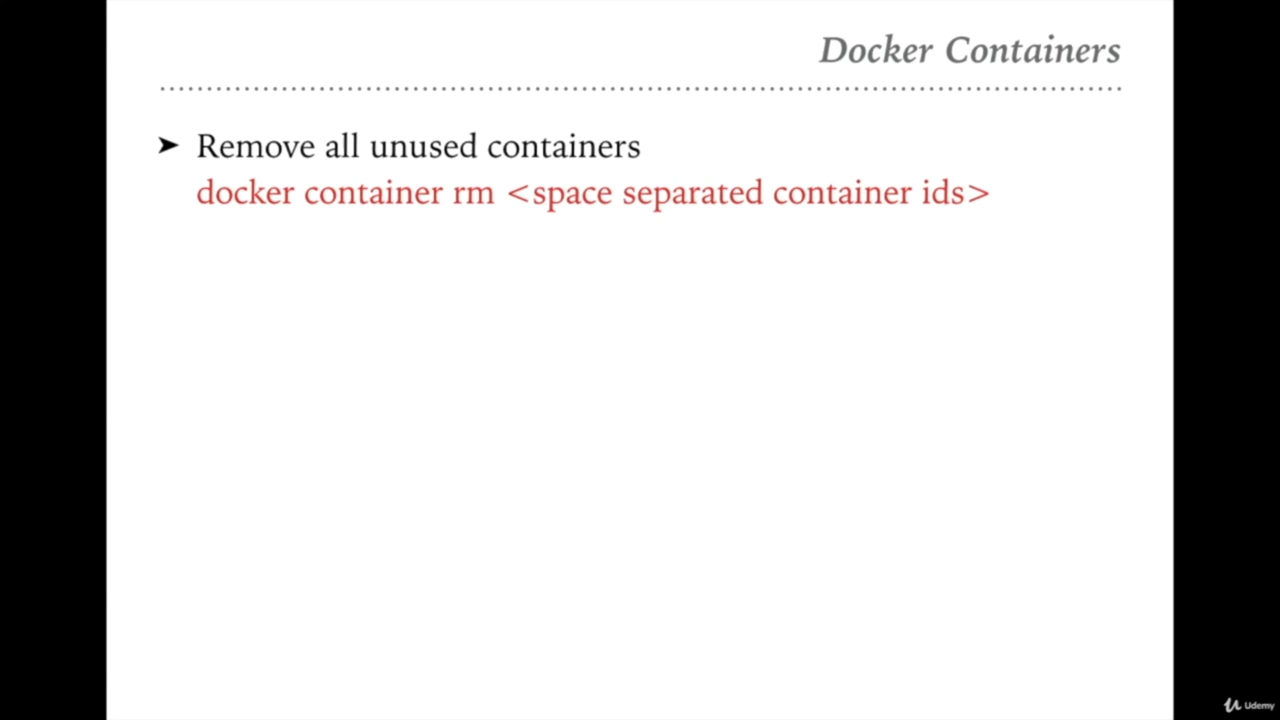 Docker Containers
➤ Remove all unused containers
docker container rm <space separated container ids>
Udemy